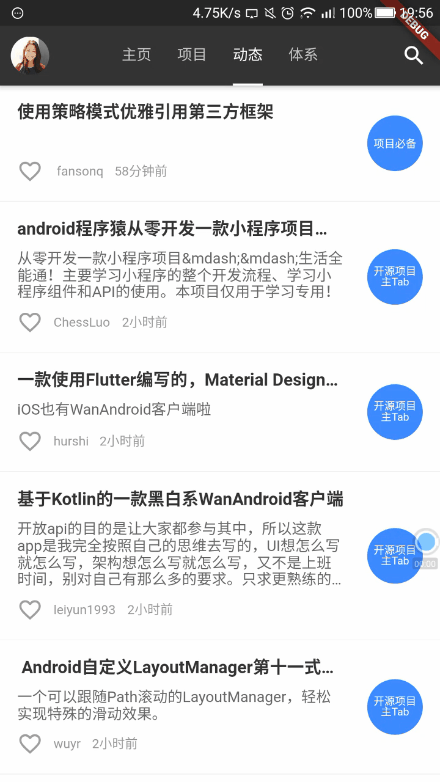 4.75K/s 100% 19:56
DEBUG
主页 项目 动态 体系
使用策略模式优雅引用第三方框架
项目必备
fansonq 58分钟前
android程序猿从零开发一款小程序项目...
从零开发一款小程序项目&mdash;&mdash;生活全
能通！主要学习小程序的整个开发流程、学习小
程序组件和API的使用。本项目仅用于学习专用！
开源项目
主Tab
ChessLuo 2小时前
一款使用Flutter编写的，Material Design...
iOS也有WanAndroid客户端啦
开源项目
主Tab
hurshi 2小时前
基于Kotlin的一款黑白系WanAndroid客户端
开放api的目的是让大家都参与其中，所以这款
app是我完全按照自己的思维去写的，UI想怎么写
就怎么写，架构想怎么写就怎么写，又不是上班
时间，别对自己有那么多的要求。只求更熟练的...
开源项目
主Tab
00:00
leiyun1993 2小时前
Android自定义LayoutManager第十一式...
一个可以跟随Path滚动的LayoutManager，轻松
实现特殊的滑动效果。
开源项目
主Tab
wuyr 2小时前